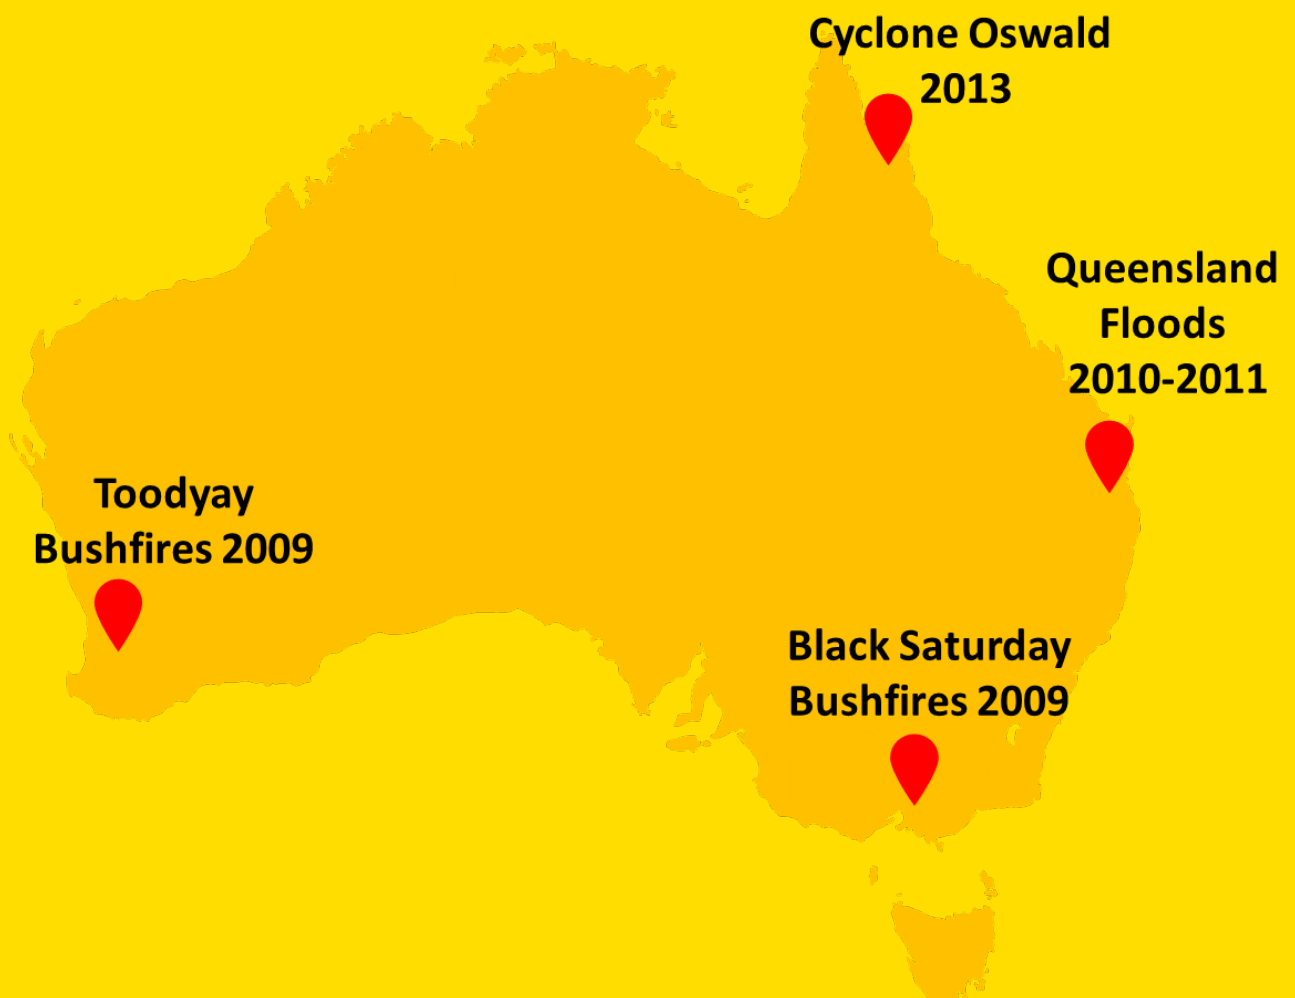 Cyclone Oswald
2013
Queensland
Floods
2010-2011
Toodyay
Bushfires 2009
Black Saturday
Bushfires 2009